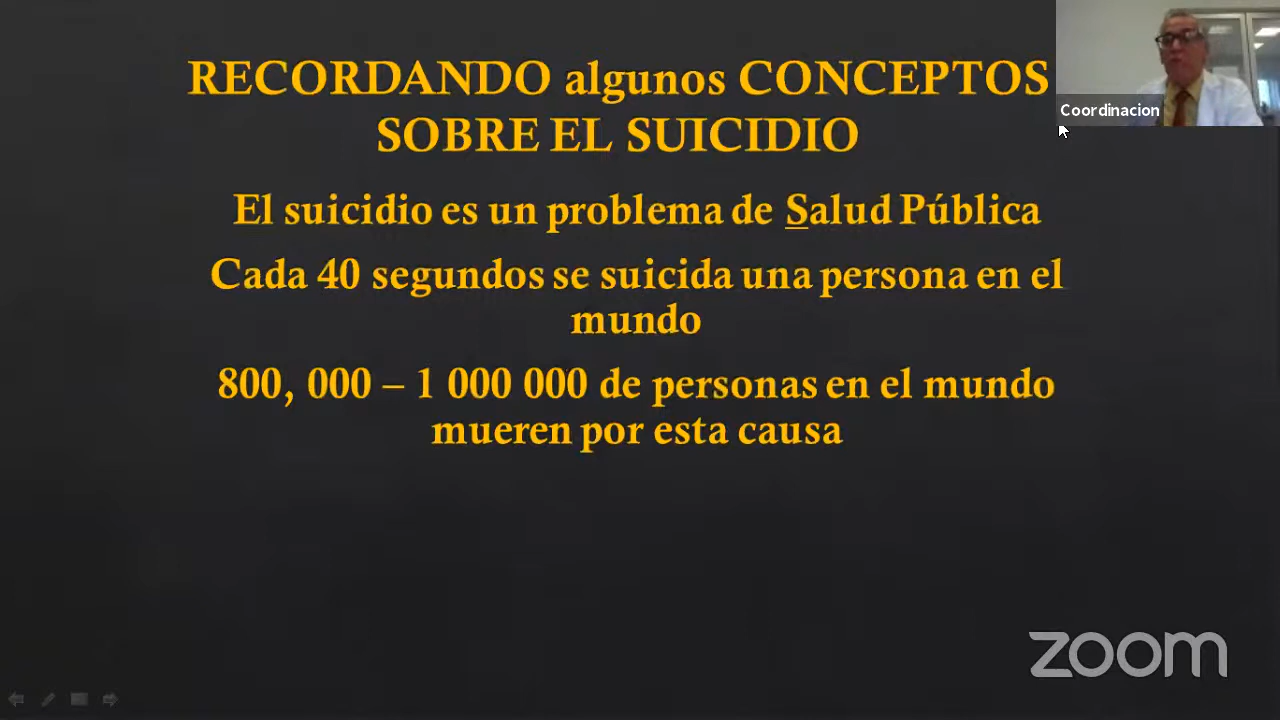 RECORDANDO algunos CONCEPTOS
SOBRE EL SUICIDIO
Coordinacion
El suicidio es un problema de Salud Pública
Cada 40 segundos se suicida una persona en el
mundo
800, 000 – 1 000 000 de personas en el mundo
mueren por esta causa
zoom